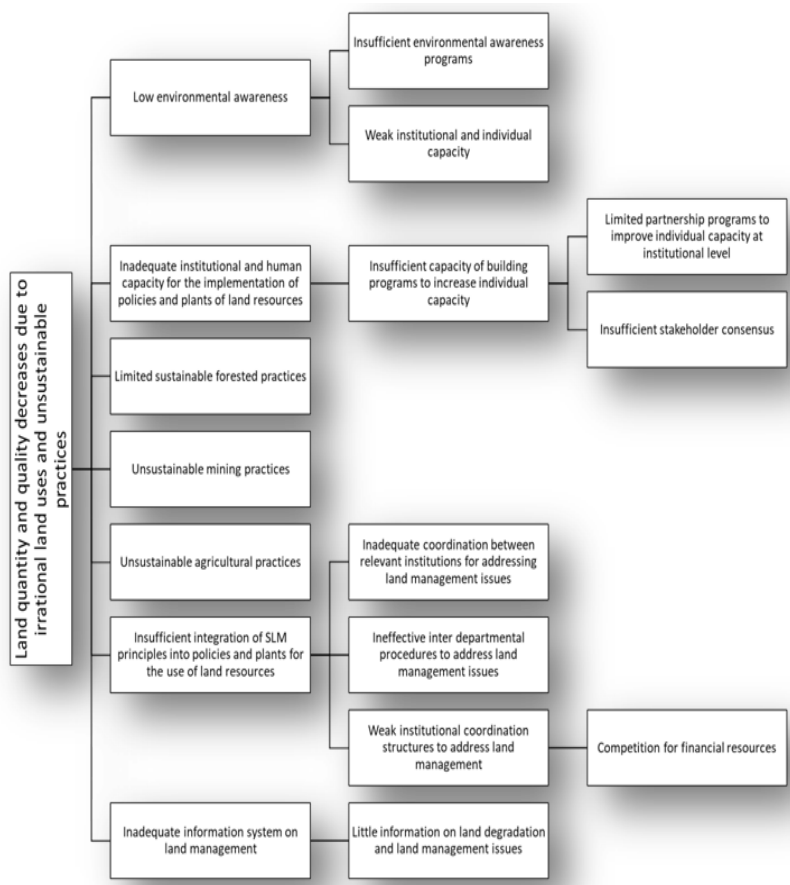 Land quantity and quality decreases due to
irrational land uses and unsustainable
practices
Low environmental awareness
Insufficient environmental awareness
programs
Weak institutional and individual
capacity
Inadequate institutional and human
capacity for the implementation of
policies and plants of land resources
Insufficient capacity of building
programs to increase individual
capacity
Limited partnership programs to
improve individual capacity at
institutional level
Insufficient stakeholder consensus
Limited sustainable forested practices
Unsustainable mining practices
Unsustainable agricultural practices
Insufficient integration of SLM
principles into policies and plants for
the use of land resources
Inadequate coordination between
relevant institutions for addressing
land management issues
Ineffective inter departmental
procedures to address land
management issues
Weak institutional coordination
structures to address land
management
Competition for financial resources
Inadequate information system on
land management
Little information on land degradation
and land management issues